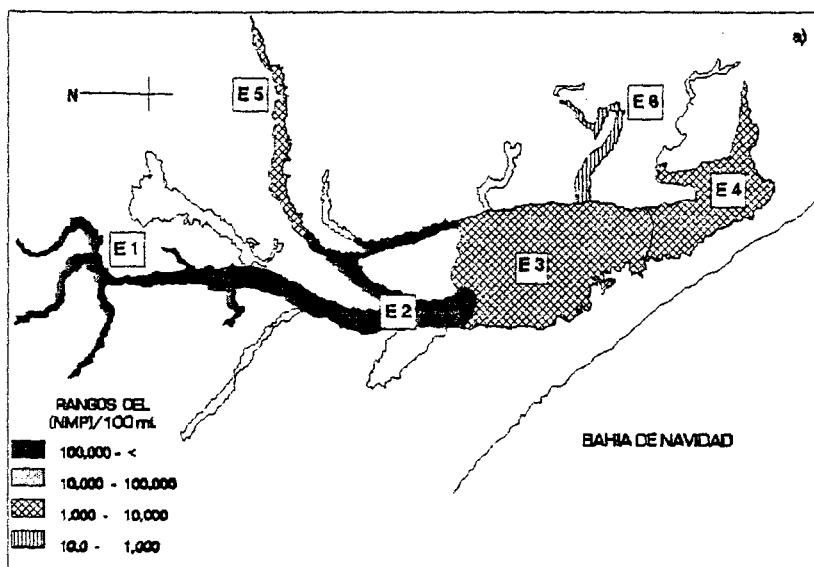 a)
N
E 5
E 6
E 4
E 1
E 3
E 2
RANGOS DEL
(NMP)/100 ml.
100,000 - <
10,000 - 100,000
1,000 - 10,000
10.0 - 1,000
BAHIA DE NAVIDAD